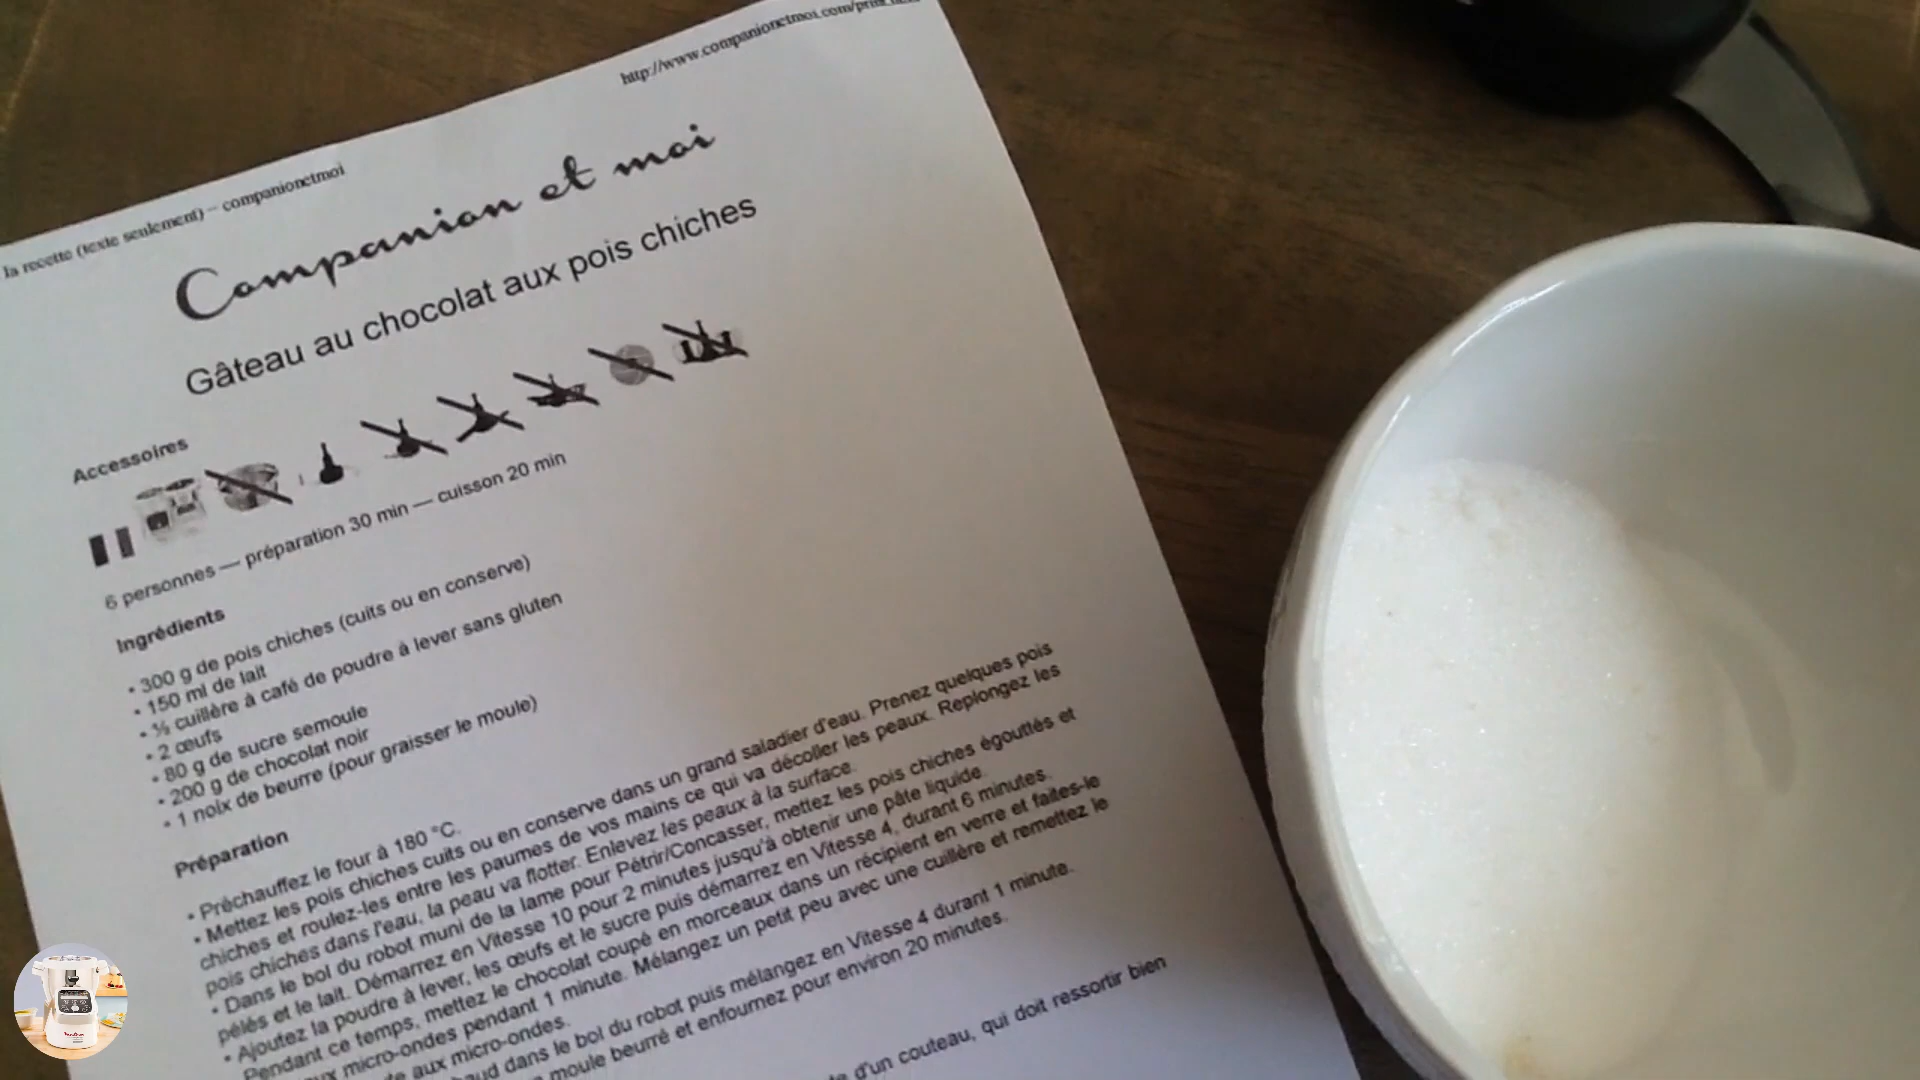 http://www.companionetmoi.com/print
la recette (texte seulement) – companionetmoi
Companion et moi
Gâteau au chocolat aux pois chiches
Accessoires
6 personnes — préparation 30 min — cuisson 20 min
Ingrédients
• 300 g de pois chiches (cuits ou en conserve)
• 150 ml de lait
• ½ cuillère à café de poudre à lever sans gluten
• 2 œufs
• 80 g de sucre semoule
• 200 g de chocolat noir
• 1 noix de beurre (pour graisser le moule)
Préparation
• Préchauffez le four à 180 °C.
• Mettez les pois chiches cuits ou en conserve dans un grand saladier d'eau. Prenez quelques pois
chiches et roulez-les entre les paumes de vos mains ce qui va décoller les peaux. Replongez les
pois chiches dans l'eau, la peau va flotter. Enlevez les peaux à la surface.
• Dans le bol du robot muni de la lame pour Pétrir/Concasser, mettez les pois chiches égouttés et
pelés et le lait. Démarrez en Vitesse 10 pour 2 minutes jusqu'à obtenir une pâte liquide.
• Ajoutez la poudre à lever, les œufs et le sucre puis démarrez en Vitesse 4, durant 6 minutes.
Pendant ce temps, mettez le chocolat coupé en morceaux dans un récipient en verre et faites-le
aux micro-ondes pendant 1 minute. Mélangez un petit peu avec une cuillère et remettez le
aux micro-ondes.
dans le bol du robot puis mélangez en Vitesse 4 durant 1 minute.
moule beurré et enfournez pour environ 20 minutes.
d'un couteau, qui doit ressortir bien